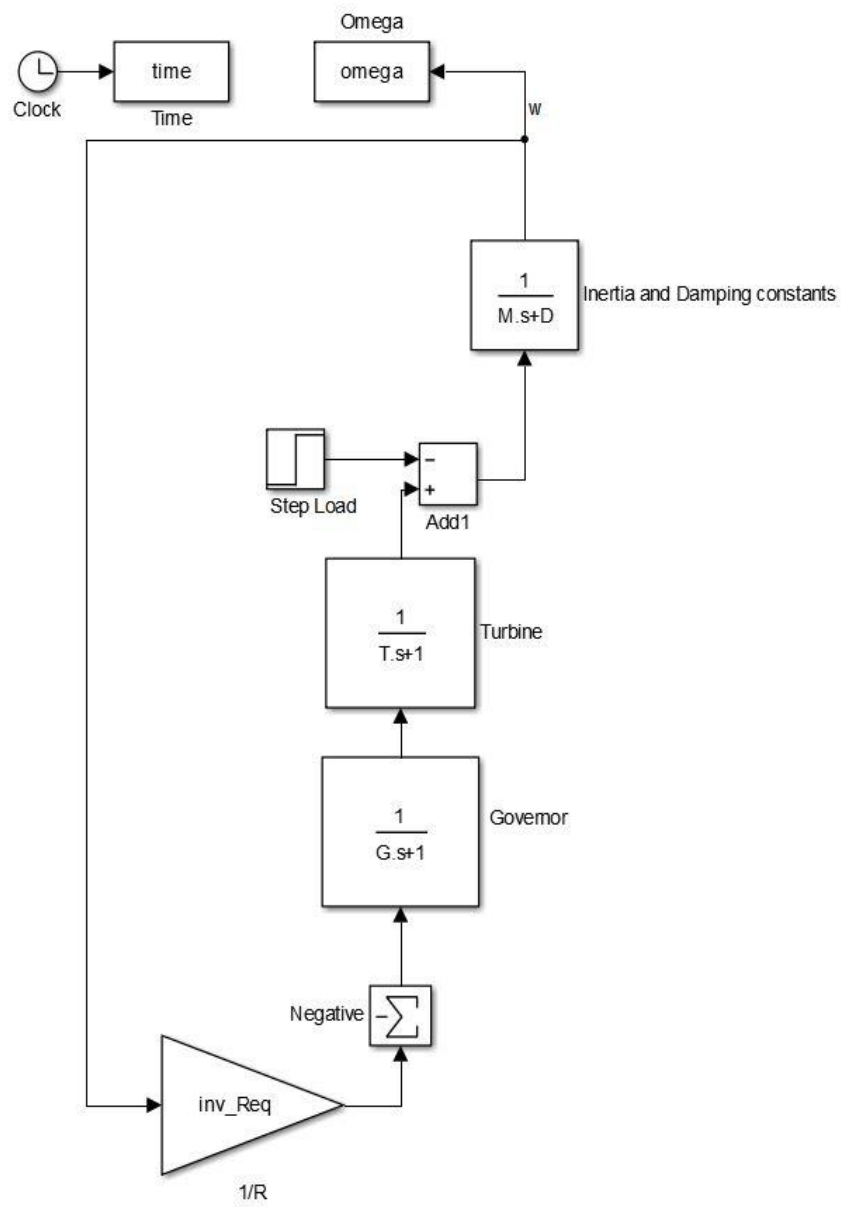 Omega
time
omega
Clock
Time
w
1
M.s+D
Inertia and Damping constants
−
+
Step Load
Add1
1
T.s+1
Turbine
1
G.s+1
Governor
Negative
−∑
inv_Req
1/R